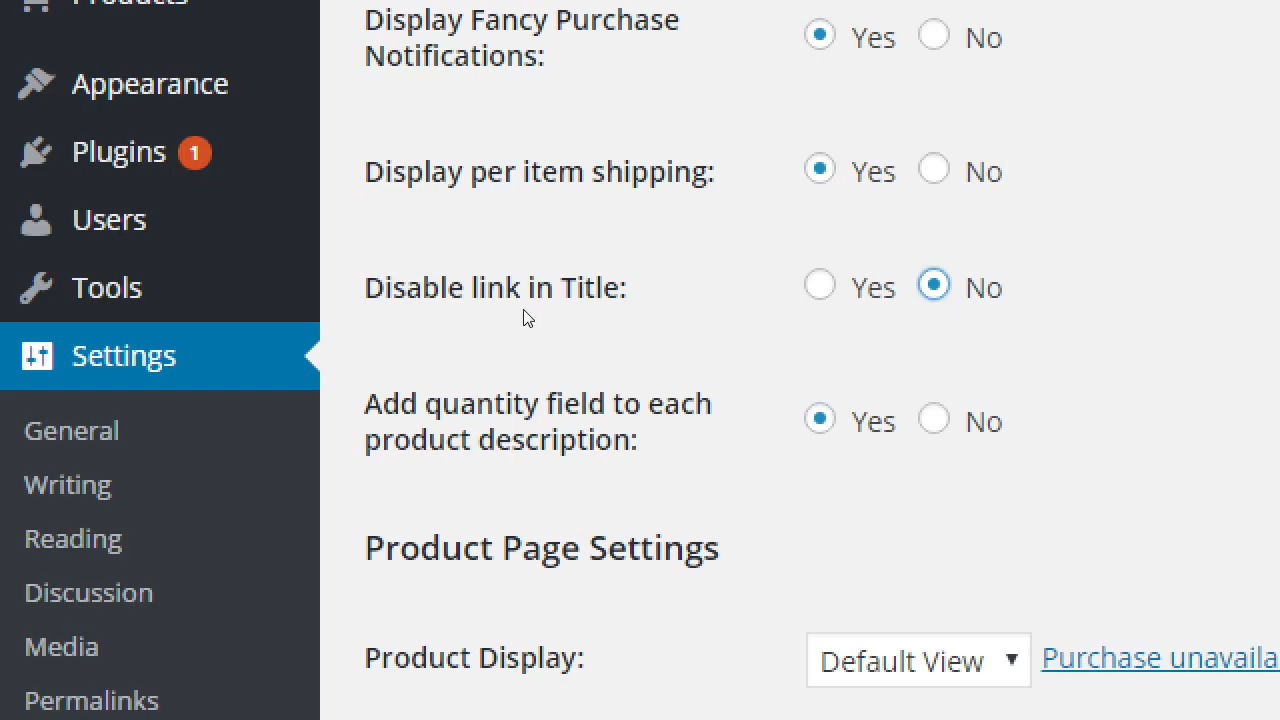 Products
Appearance
Plugins 1
Users
Tools
Settings
General
Writing
Reading
Discussion
Media
Permalinks
Display Fancy Purchase
Notifications:
Yes No
Display per item shipping: Yes No
Disable link in Title: Yes No
Add quantity field to each
product description:
Yes No
Product Page Settings
Product Display: Default View Purchase